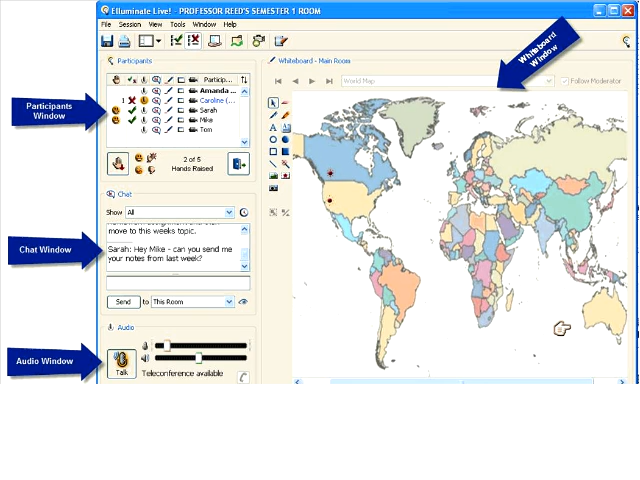 Elluminate Live! - PROFESSOR REED'S SEMESTER 1 ROOM
File Session View Tools Window Help
Participants Window
Chat Window
Audio Window
Whiteboard Window
Participants
Particip...
Amanda ...
1 Caroline (...
Sarah
Mike
Tom
2 of 5
Hands Raised
Chat
Show All
move to this weeks topic.
Sarah: Hey Mike - can you send me
your notes from last week?
Send to This Room
Audio
Talk
Teleconference available
Whiteboard - Main Room
World Map
Follow Moderator
A